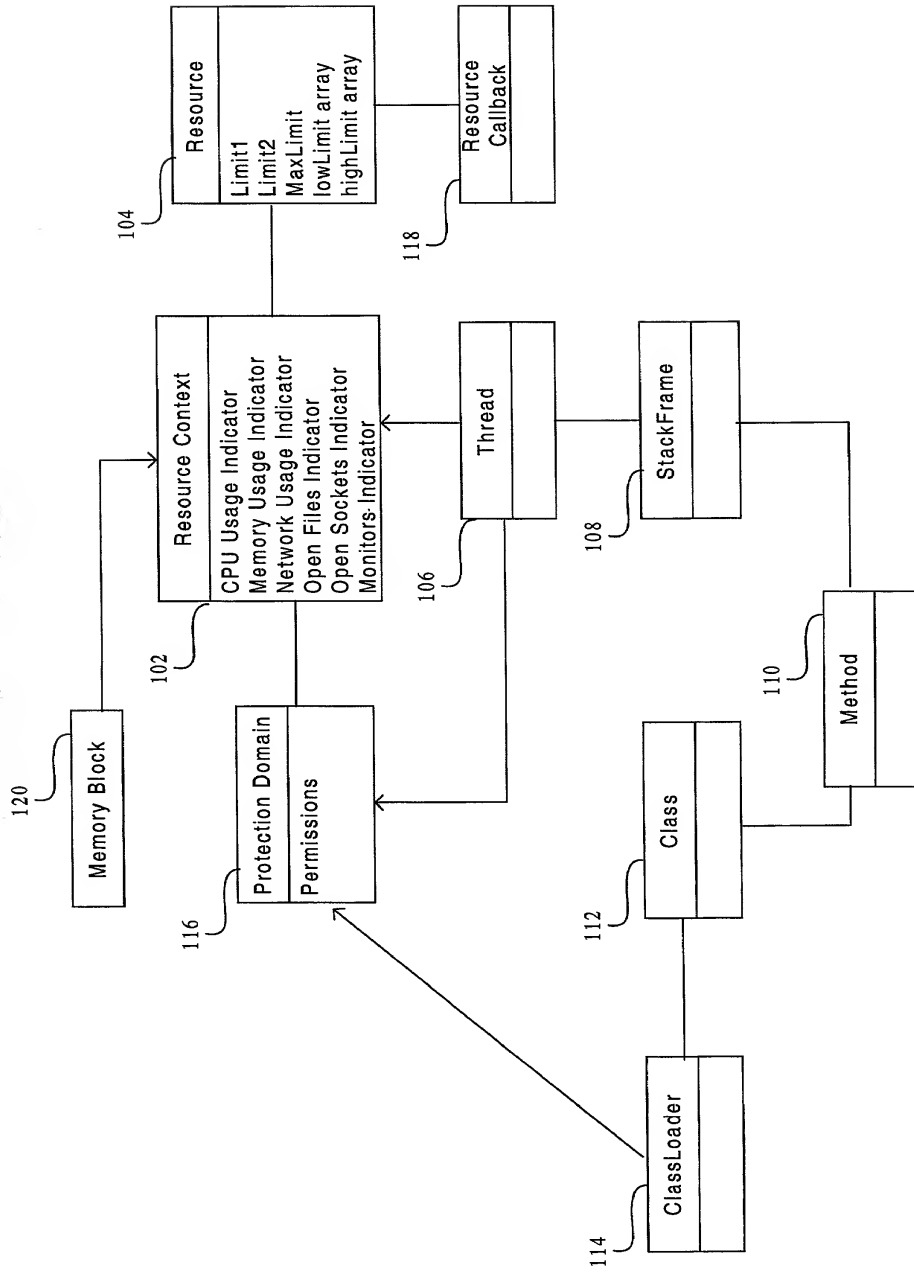 120
Memory Block
116
Protection Domain
Permissions
102
Resource Context
CPU Usage Indicator
Memory Usage Indicator
Network Usage Indicator
Open Files Indicator
Open Sockets Indicator
Monitors Indicator
104
Resource
Limit1
Limit2
MaxLimit
lowLimit array
highLimit array
118
Resource
Callback
106
Thread
108
StackFrame
110
Method
112
Class
114
ClassLoader